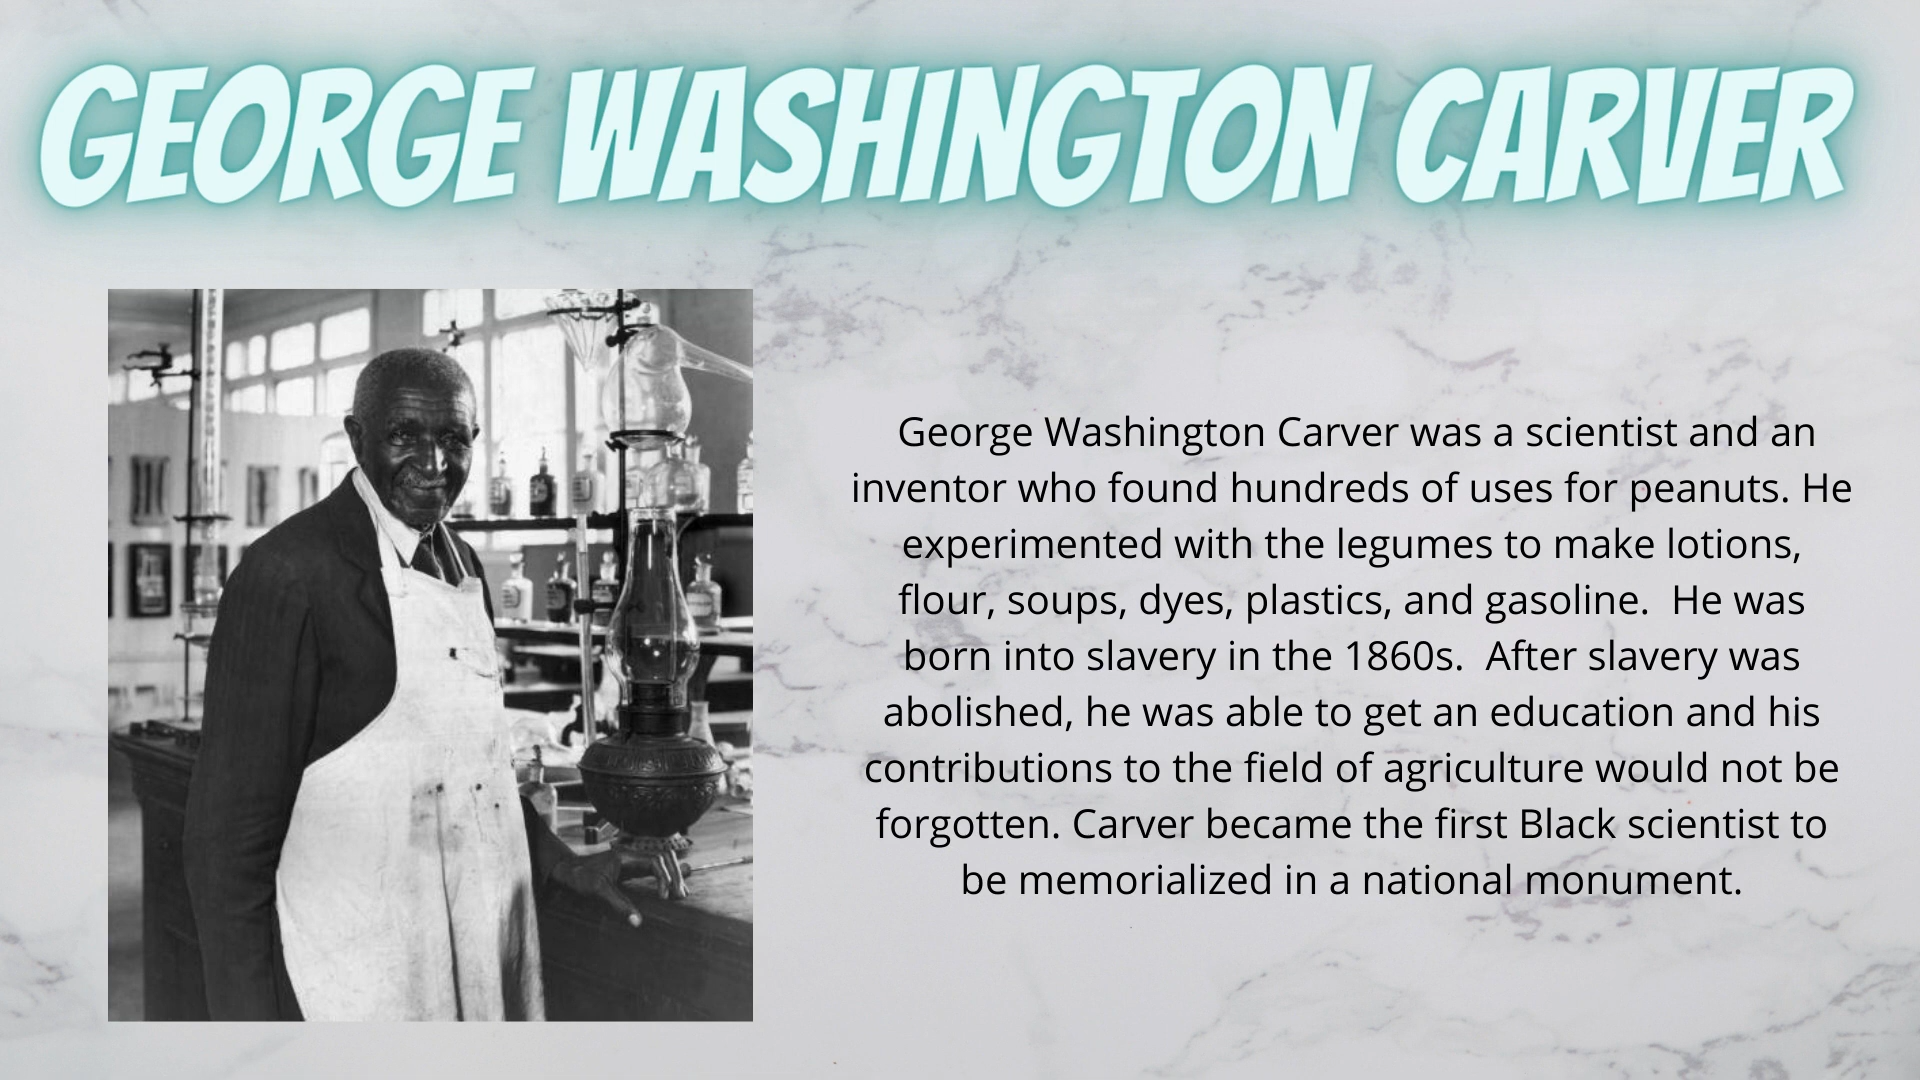 GEORGE WASHINGTON CARVER
George Washington Carver was a scientist and an
inventor who found hundreds of uses for peanuts. He
experimented with the legumes to make lotions,
flour, soups, dyes, plastics, and gasoline.  He was
born into slavery in the 1860s.  After slavery was
abolished, he was able to get an education and his
contributions to the field of agriculture would not be
forgotten. Carver became the first Black scientist to
be memorialized in a national monument.